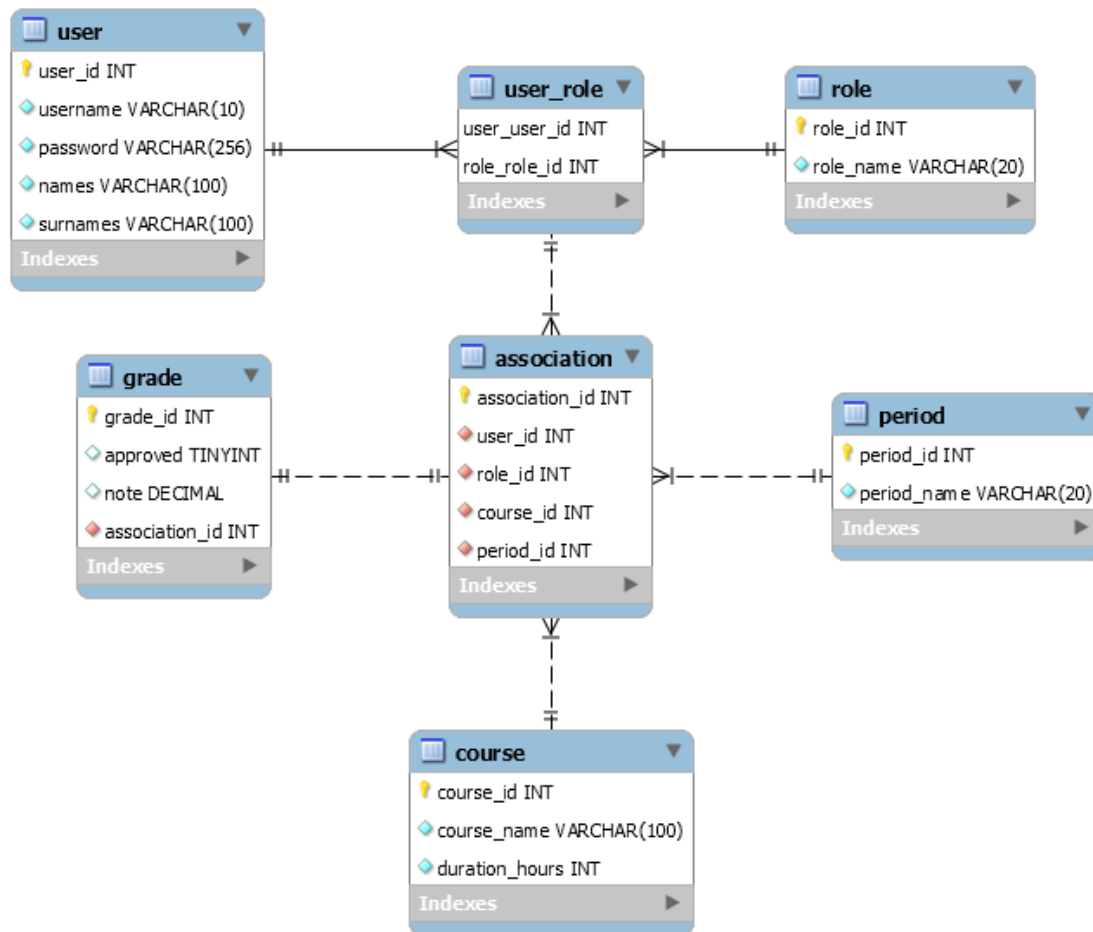 user
user_id INT
username VARCHAR(10)
password VARCHAR(256)
names VARCHAR(100)
surnames VARCHAR(100)
Indexes
user_role
user_user_id INT
role_role_id INT
Indexes
role
role_id INT
role_name VARCHAR(20)
Indexes
grade
grade_id INT
approved TINYINT
note DECIMAL
association_id INT
Indexes
association
association_id INT
user_id INT
role_id INT
course_id INT
period_id INT
Indexes
period
period_id INT
period_name VARCHAR(20)
Indexes
course
course_id INT
course_name VARCHAR(100)
duration_hours INT
Indexes